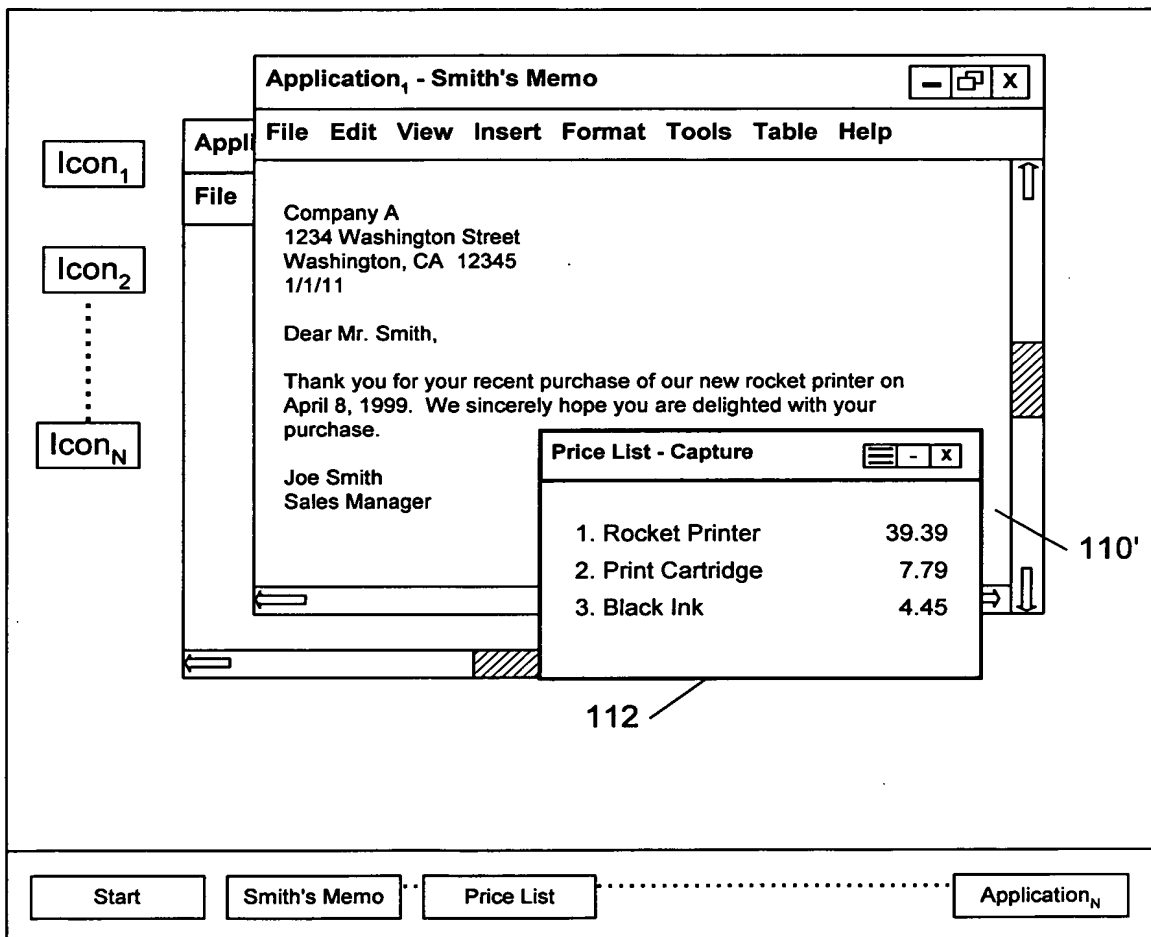 Application₁ - Smith's Memo
X
File Edit View Insert Format Tools Table Help
Appli
File
Icon₁
Icon₂
Icon_N
Company A
1234 Washington Street
Washington, CA 12345
1/1/11
Dear Mr. Smith,
Thank you for your recent purchase of our new rocket printer on
April 8, 1999. We sincerely hope you are delighted with your
purchase.
Joe Smith
Sales Manager
Price List - Capture
- x
1. Rocket Printer 39.39
2. Print Cartridge 7.79
3. Black Ink 4.45
110'
112
Start
Smith's Memo
Price List
Application_N